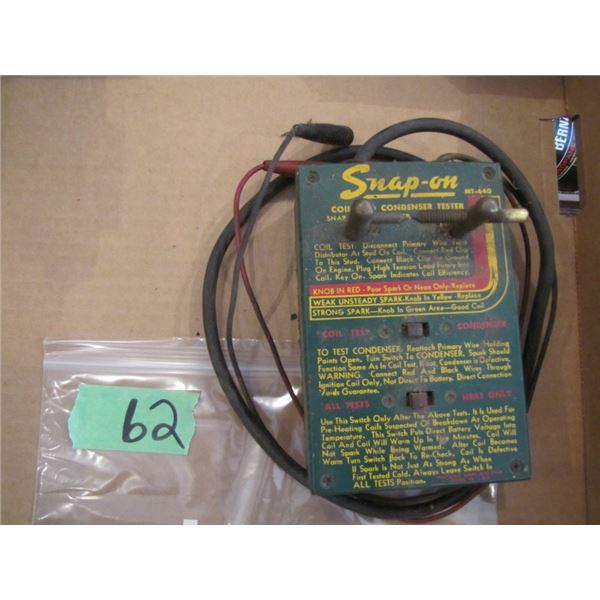 Snap-on
MT-640
CONDENSER TESTER
COIL TEST. Disconnect Primary Wire From
Distributor At Stud On Coil. Connect Red Clip
To This Stud. Connect Black Clip To Ground
On Engine. Plug High Tension Lead Firmly Into
Coil. Key On. Spark Indicates Coil Efficiency.
KNOB IN RED - Poor Spark Or None Only-Replace
WEAK UNSTEADY SPARK-Knob In Yellow-Replace
STRONG SPARK-Knob In Green Area-Good Coil
COIL TEST CONDENSER
TO TEST CONDENSER. Reattach Primary Wire Holding
Points Open. Turn Switch To CONDENSER. Spark Should
Function Same As In Coil Test, If Not, Condenser is Defective.
WARNING. Connect Red And Black Wires Through
Ignition Coil Only, Not Direct To Battery. Direct Connection
Voids Guarantee.
ALL TESTS HEAT ONLY
Use This Switch Only After The Above Tests. It Is Used For
Pre-Heating Coils Suspected Of Breakdown At Operating
Temperature. This Switch Puts Direct Battery Voltage Into
Coil And Coil Will Warm Up In Five Minutes. Coil Will
Not Spark While Being Warmed. After Coil Becomes
Warm Turn Switch Back To Re-Check. Coil Is Defective
If Spark Is Not Just As Strong As When
First Tested Cold. Always Leave Switch In
ALL TESTS Position.
62
BERNZ